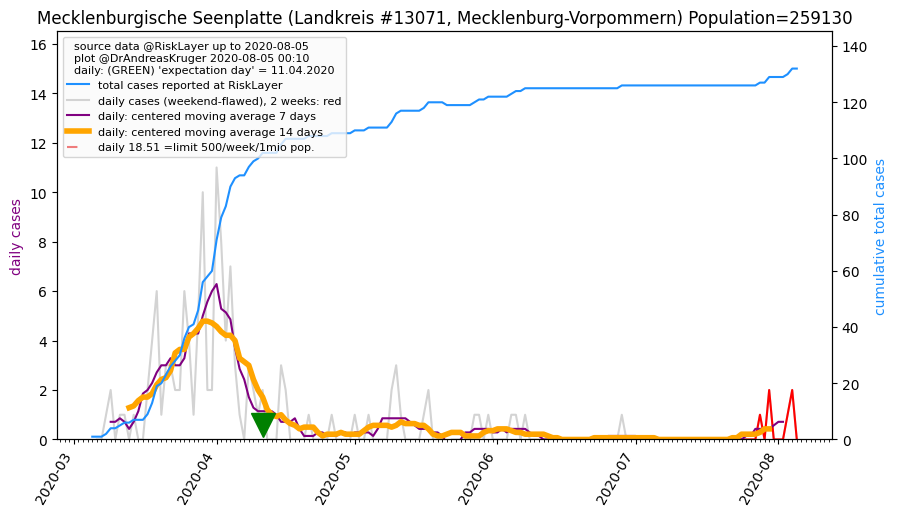 Mecklenburgische Seenplatte (Landkreis #13071, Mecklenburg-Vorpommern) Population=259130
source data @RiskLayer up to 2020-08-05
plot @DrAndreasKruger 2020-08-05 00:10
daily: (GREEN) 'expectation day' = 11.04.2020
total cases reported at RiskLayer
daily cases (weekend-flawed), 2 weeks: red
daily: centered moving average 7 days
daily: centered moving average 14 days
daily 18.51 =limit 500/week/1mio pop.
daily cases
16
14
12
10
8
6
4
2
0
cumulative total cases
140
120
100
80
60
40
20
0
2020-03
2020-04
2020-05
2020-06
2020-07
2020-08